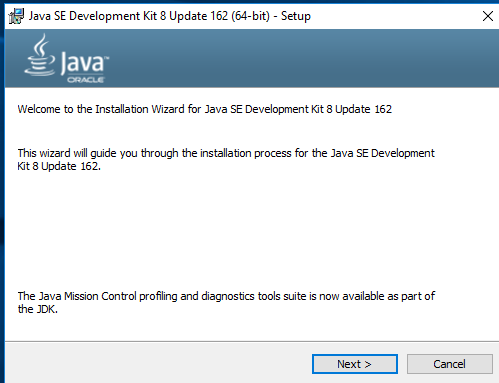 Java SE Development Kit 8 Update 162 (64-bit) - Setup
Java™
ORACLE
Welcome to the Installation Wizard for Java SE Development Kit 8 Update 162
This wizard will guide you through the installation process for the Java SE Development
Kit 8 Update 162.
The Java Mission Control profiling and diagnostics tools suite is now available as part of
the JDK.
Next >
Cancel